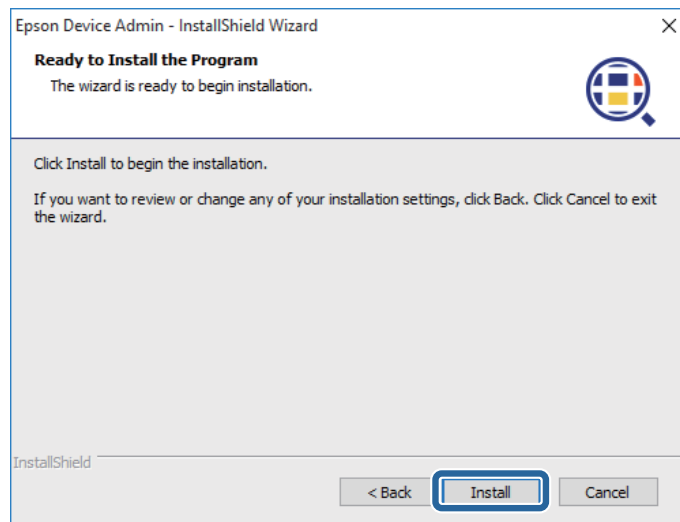 Epson Device Admin - InstallShield Wizard
Ready to Install the Program
The wizard is ready to begin installation.
Click Install to begin the installation.
If you want to review or change any of your installation settings, click Back. Click Cancel to exit
the wizard.
InstallShield
< Back Install Cancel